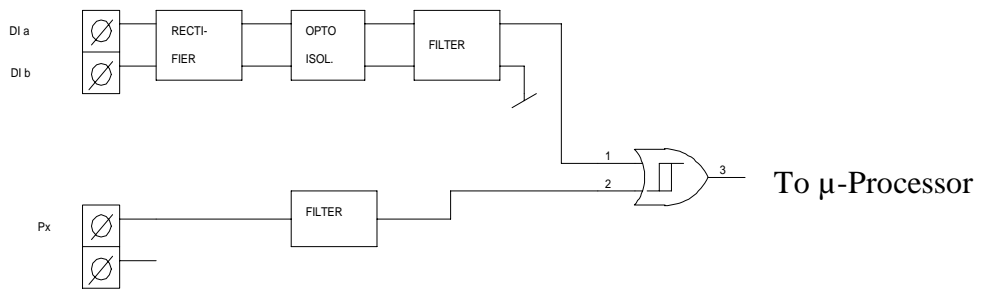 DI a
RECTI-
FIER
OPTO
ISOL.
FILTER
DI b
1
2
3
To µ-Processor
FILTER
Px